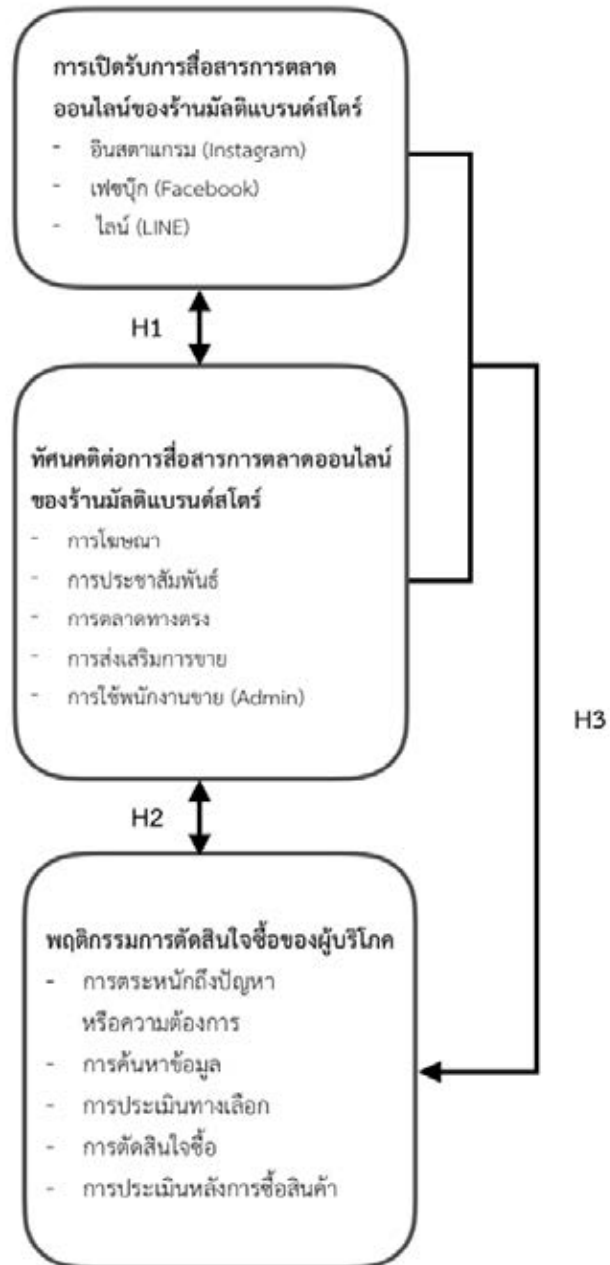 การเปิดรับการสื่อสารการตลาด
ออนไลน์ของร้านมัลติแบรนด์สโตร์
- อินสตาแกรม (Instagram)
- เฟซบุ๊ก (Facebook)
- ไลน์ (LINE)
H1
ทัศนคติต่อการสื่อสารการตลาดออนไลน์
ของร้านมัลติแบรนด์สโตร์
- การโฆษณา
- การประชาสัมพันธ์
- การตลาดทางตรง
- การส่งเสริมการขาย
- การใช้พนักงานขาย (Admin)
H3
H2
พฤติกรรมการตัดสินใจซื้อของผู้บริโภค
- การตระหนักถึงปัญหา
หรือความต้องการ
- การค้นหาข้อมูล
- การประเมินทางเลือก
- การตัดสินใจซื้อ
- การประเมินหลังการซื้อสินค้า